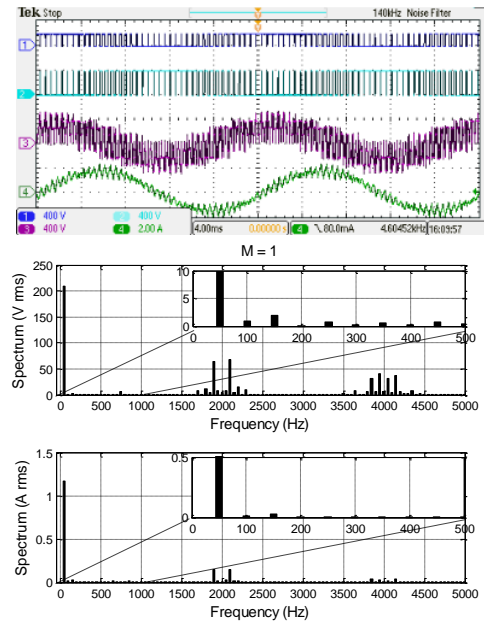 Tek Stop 140kHz Noise Filter
1
2
3
4
1 400 V 2 400 V
3 400 V 4 2.00 A 4.00ms 0.00000 s 4 80.0mA 4.60452kHz 16:09:57
M = 1
Spectrum (V rms)
250
200
150
100
50
0
10
5
0
0 100 200 300 400 500
0 500 1000 1500 2000 2500 3000 3500 4000 4500 5000
Frequency (Hz)
Spectrum (A rms)
1.5
1
0.5
0
0.5
0
0 100 200 300 400 500
0 500 1000 1500 2000 2500 3000 3500 4000 4500 5000
Frequency (Hz)